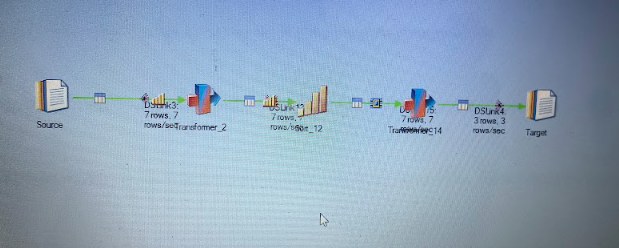 Source
DSLink3:
7 rows, 7
rows/sec
Transformer_2
7 rows,
Sort_12
7 rows, 7
Transformer_14
DSLink4:
3 rows, 3
rows/sec
Target